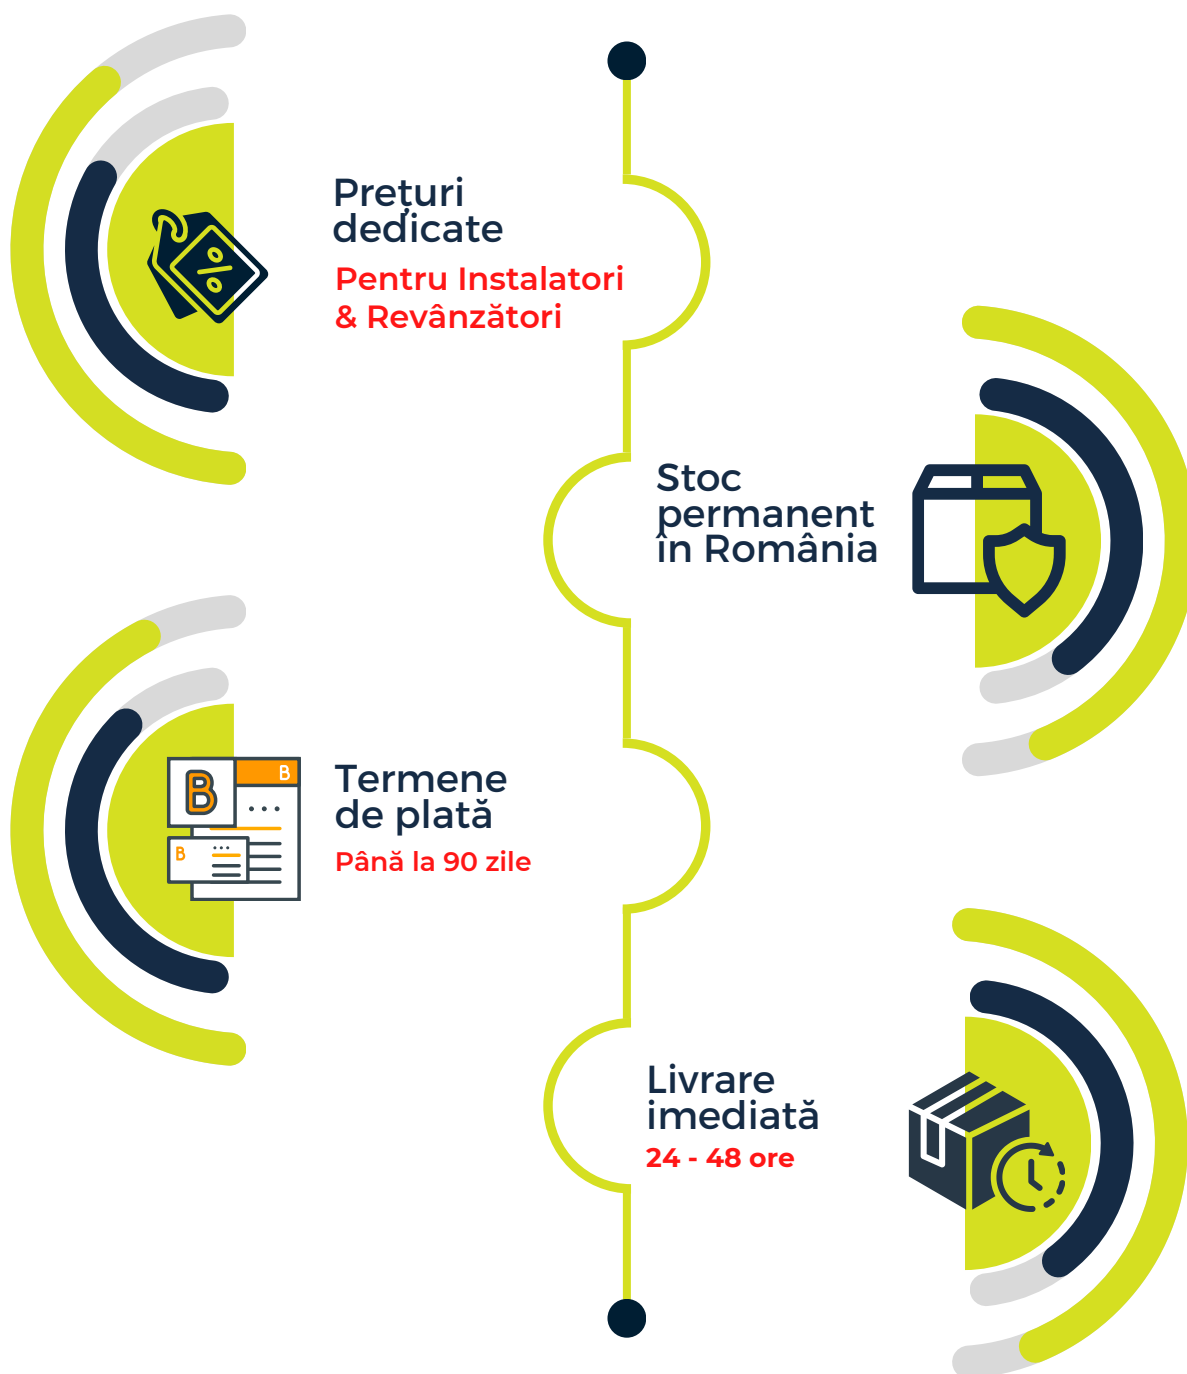 Prețuri
dedicate
Pentru Instalatori
& Revânzători
%
Stoc
permanent
în România
B
B
B
Termene
de plată
Până la 90 zile
Livrare
imediată
24 - 48 ore